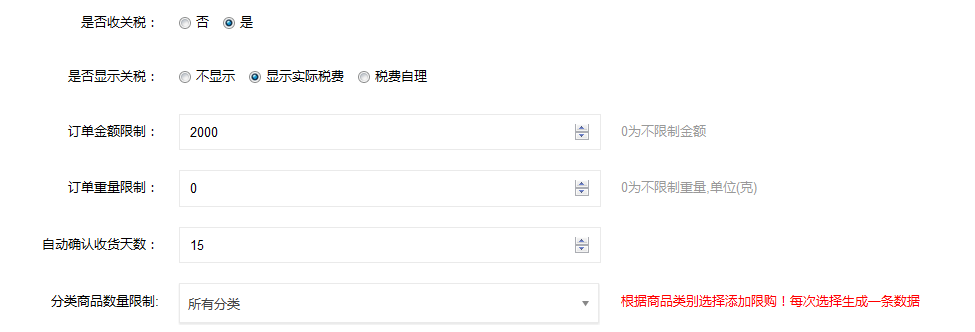 是否收关税： 否 是
是否显示关税： 不显示 显示实际税费 税费自理
订单金额限制： 2000 0为不限制金额
订单重量限制： 0 0为不限制重量,单位(克)
自动确认收货天数： 15
分类商品数量限制: 所有分类 根据商品类别选择添加限购！每次选择生成一条数据